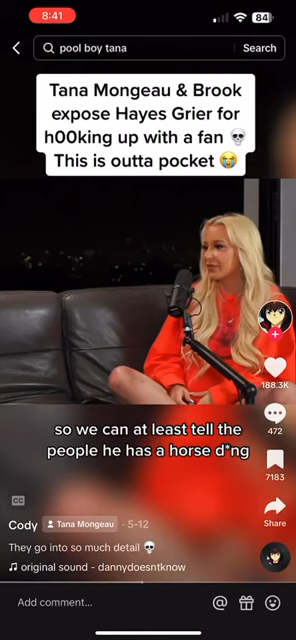 8:41
84
pool boy tana
Search
Tana Mongeau & Brook
expose Hayes Grier for
h00king up with a fan 💀
This is outta pocket 😭
188.3K
472
7183
Share
so we can at least tell the
people he has a horse d*ng
CC
Cody
Tana Mongeau
· 5-12
They go into so much detail 💀
♫ original sound - dannydoesntknow
Add comment...